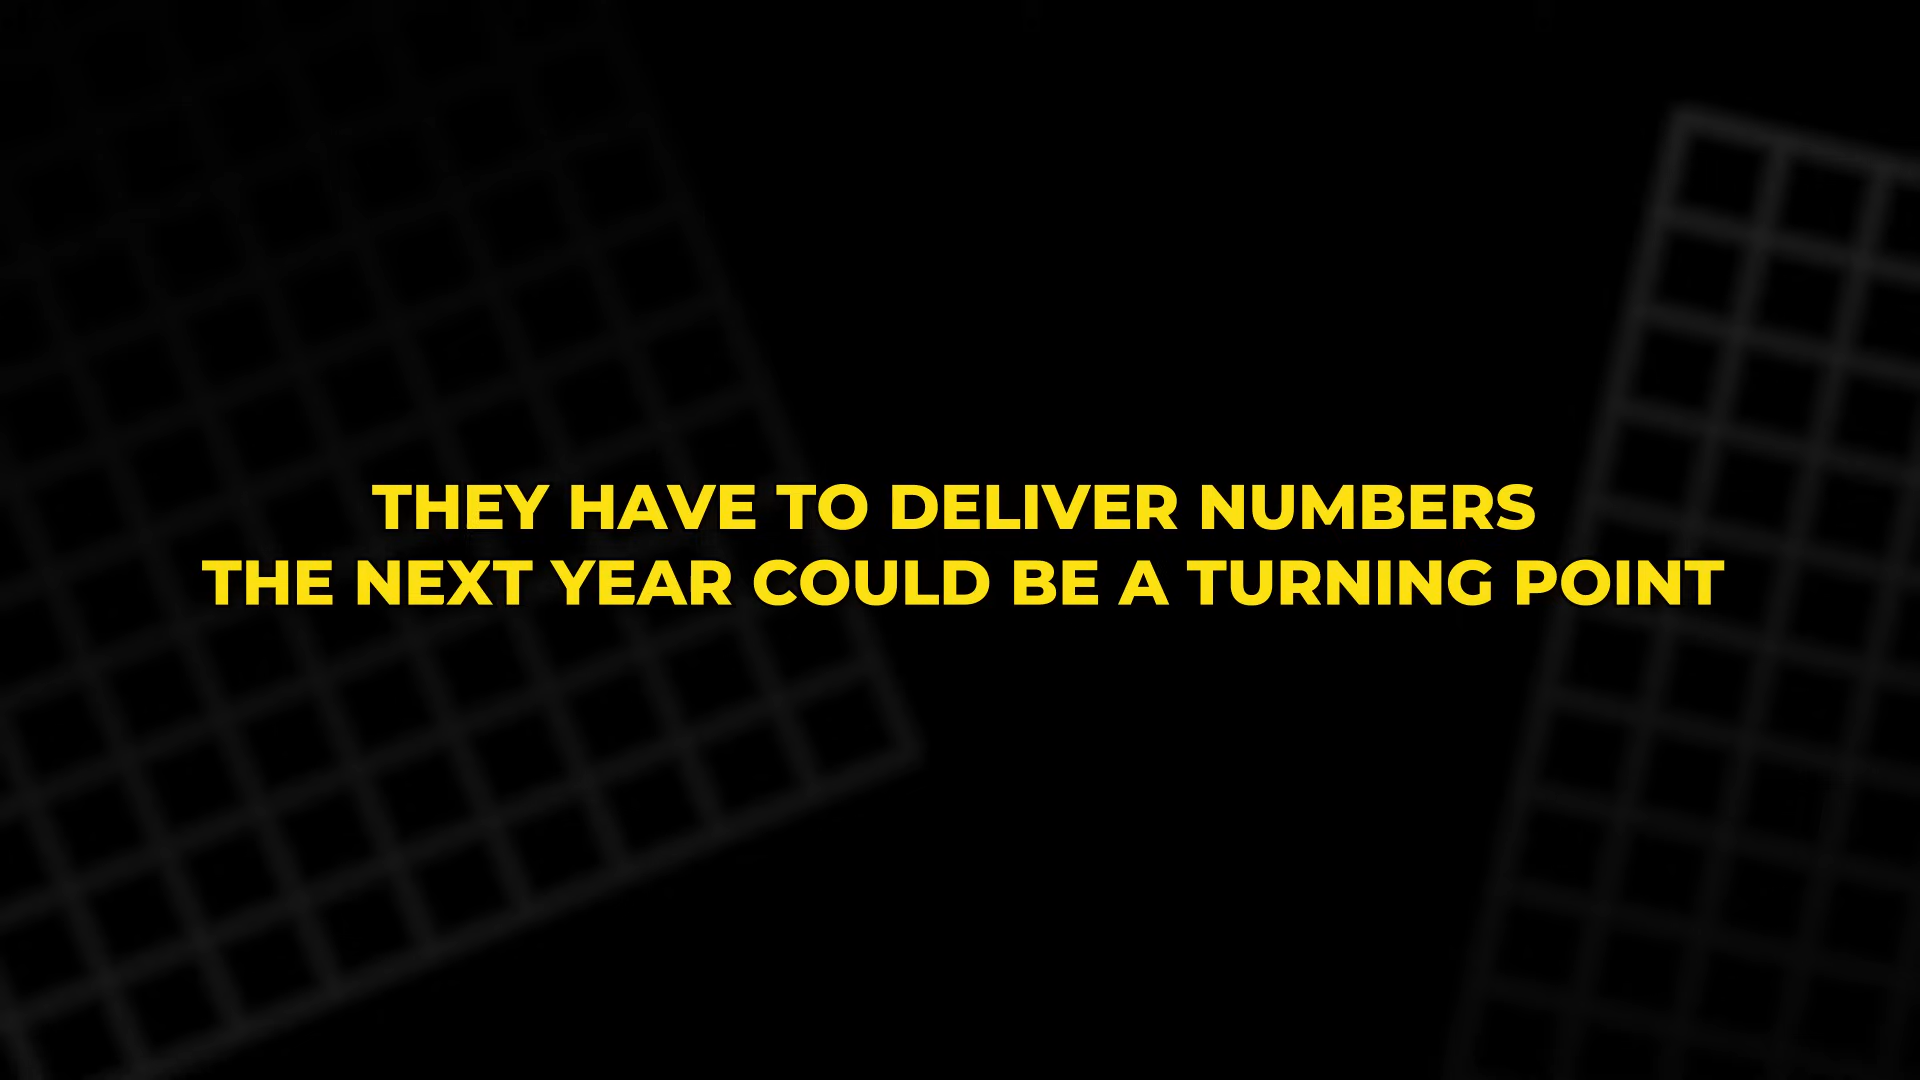 THEY HAVE TO DELIVER NUMBERS
THE NEXT YEAR COULD BE A TURNING POINT